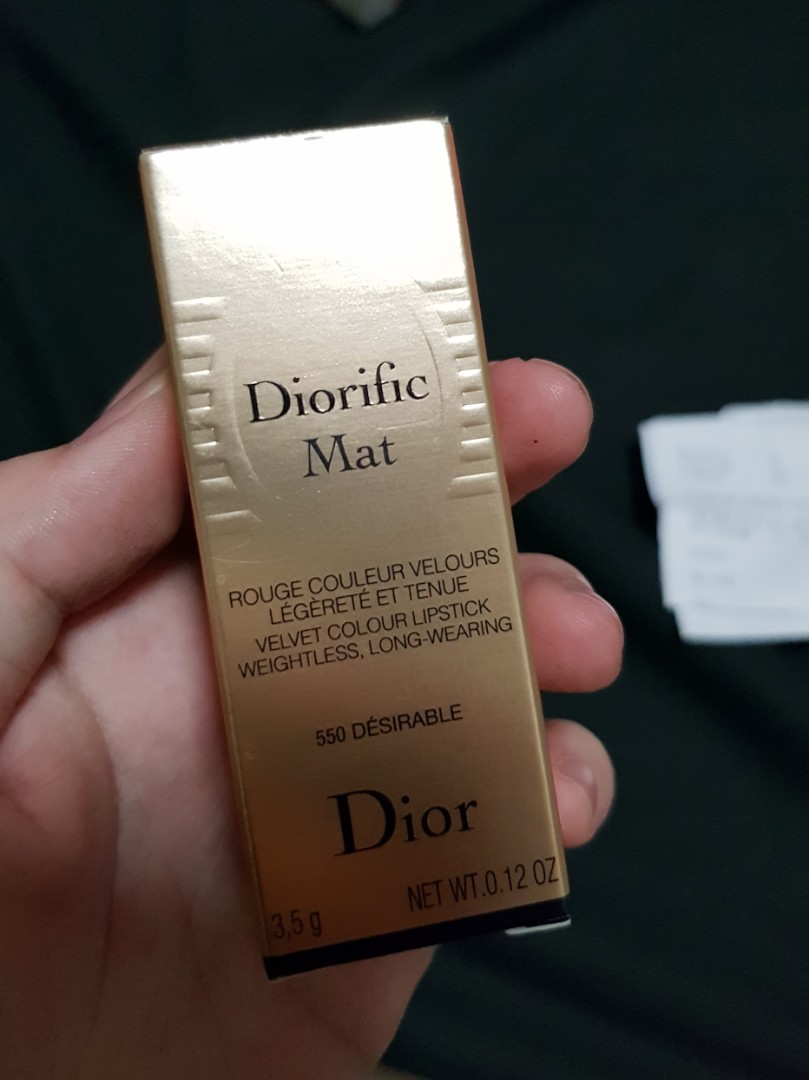 Diorific
Mat
ROUGE COULEUR VELOURS
LÉGÈRETÉ ET TENUE
VELVET COLOUR LIPSTICK
WEIGHTLESS, LONG-WEARING
550 DÉSIRABLE
Dior
3,5 g NET WT.0.12 OZ